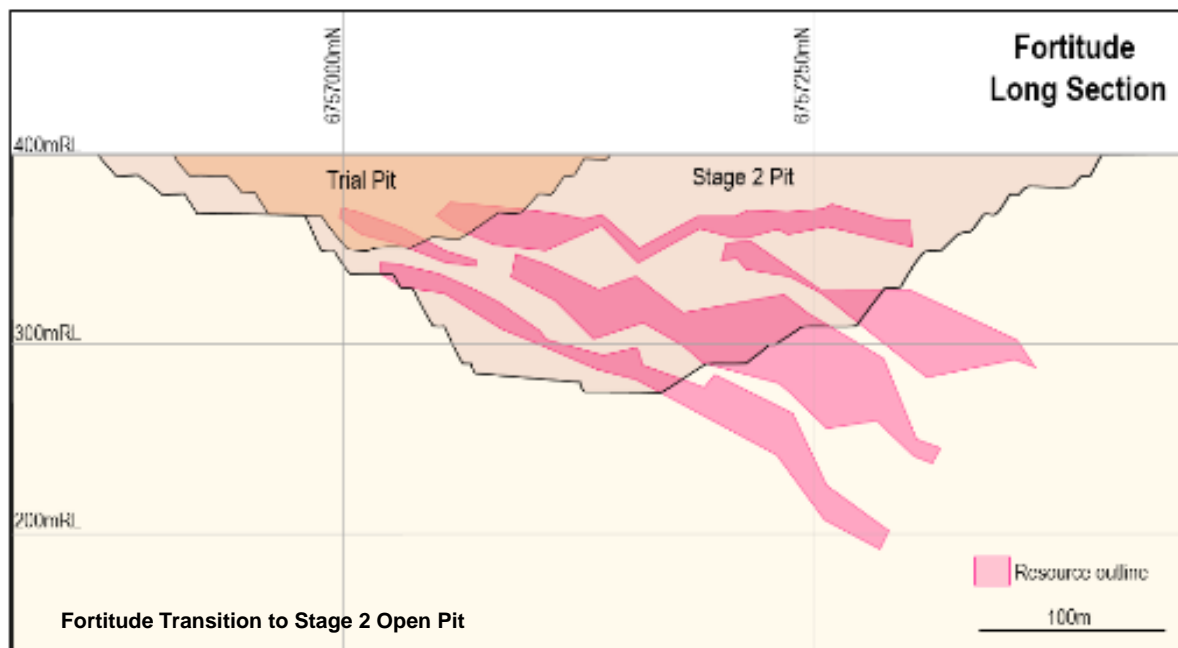 Fortitude
Long Section
6757000mN
6757250mN
400mRL
Trial Pit
Stage 2 Pit
300mRL
200mRL
Resource outline
100m
Fortitude Transition to Stage 2 Open Pit